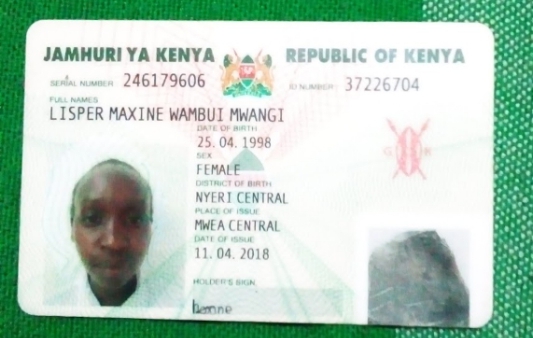 JAMHURI YA KENYA REPUBLIC OF KENYA
SERIAL NUMBER 246179606 ID NUMBER 37226704
FULL NAMES
LISPER MAXINE WAMBUI MWANGI
DATE OF BIRTH
25. 04. 1998
SEX
FEMALE
DISTRICT OF BIRTH
NYERI CENTRAL
PLACE OF ISSUE
MWEA CENTRAL
DATE OF ISSUE
11. 04. 2018
HOLDER'S SIGN.